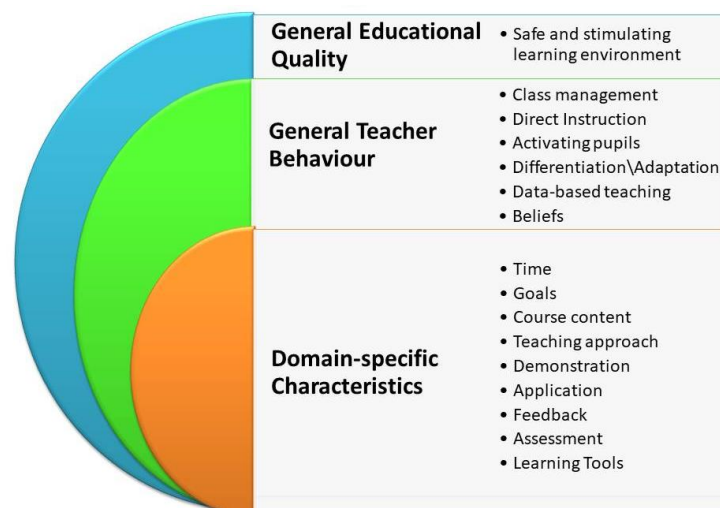 General Educational
Quality
• Safe and stimulating
learning environment
General Teacher
Behaviour
• Class management
• Direct Instruction
• Activating pupils
• Differentiation\Adaptation
• Data-based teaching
• Beliefs
Domain-specific
Characteristics
• Time
• Goals
• Course content
• Teaching approach
• Demonstration
• Application
• Feedback
• Assessment
• Learning Tools